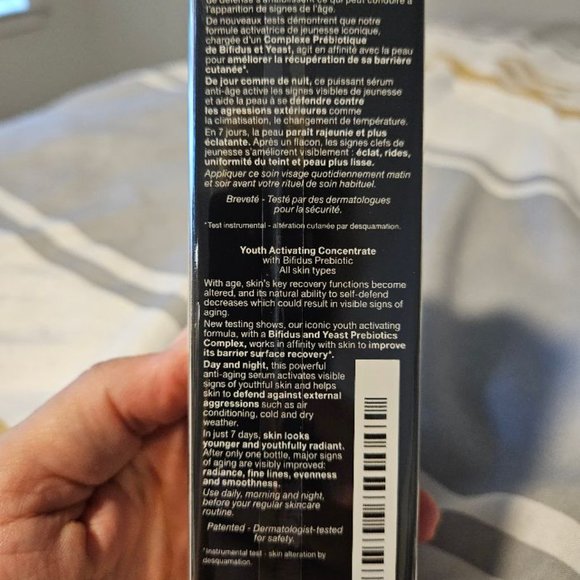 de défense s'affaiblissent ce qui peut conduire à
l'apparition de signes de l'âge.
De nouveaux tests démontrent que notre
formule activatrice de jeunesse iconique,
chargée d'un Complexe Prébiotique
de Bifidus et Yeast, agit en affinité avec la peau
pour améliorer la récupération de sa barrière
cutanée*.
De jour comme de nuit, ce puissant sérum
anti-âge active les signes visibles de jeunesse
et aide la peau à se défendre contre
les agressions extérieures comme
la climatisation, le changement de température.
En 7 jours, la peau paraît rajeunie et plus
éclatante. Après un flacon, les signes clefs de
jeunesse s'améliorent visiblement : éclat, rides,
uniformité du teint et peau plus lisse.
Appliquer ce soin visage quotidiennement matin
et soir avant votre rituel de soin habituel.
Breveté - Testé par des dermatologues
pour la sécurité.
*Test instrumental - altération cutanée par desquamation.
Youth Activating Concentrate
with Bifidus Prebiotic
All skin types
With age, skin's key recovery functions become
altered, and its natural ability to self-defend
decreases which could result in visible signs of
aging.
New testing shows, our iconic youth activating
formula, with a Bifidus and Yeast Prebiotics
Complex, works in affinity with skin to improve
its barrier surface recovery*.
Day and night, this powerful
anti-aging serum activates visible
signs of youthful skin and helps
skin to defend against external
aggressions such as air
conditioning, cold and dry
weather.
In just 7 days, skin looks
younger and youthfully radiant.
After only one bottle, major signs
of aging are visibly improved:
radiance, fine lines, evenness
and smoothness.
Use daily, morning and night,
before your regular skincare
routine.
Patented - Dermatologist-tested
for safety.
*Instrumental test - skin alteration by
desquamation.